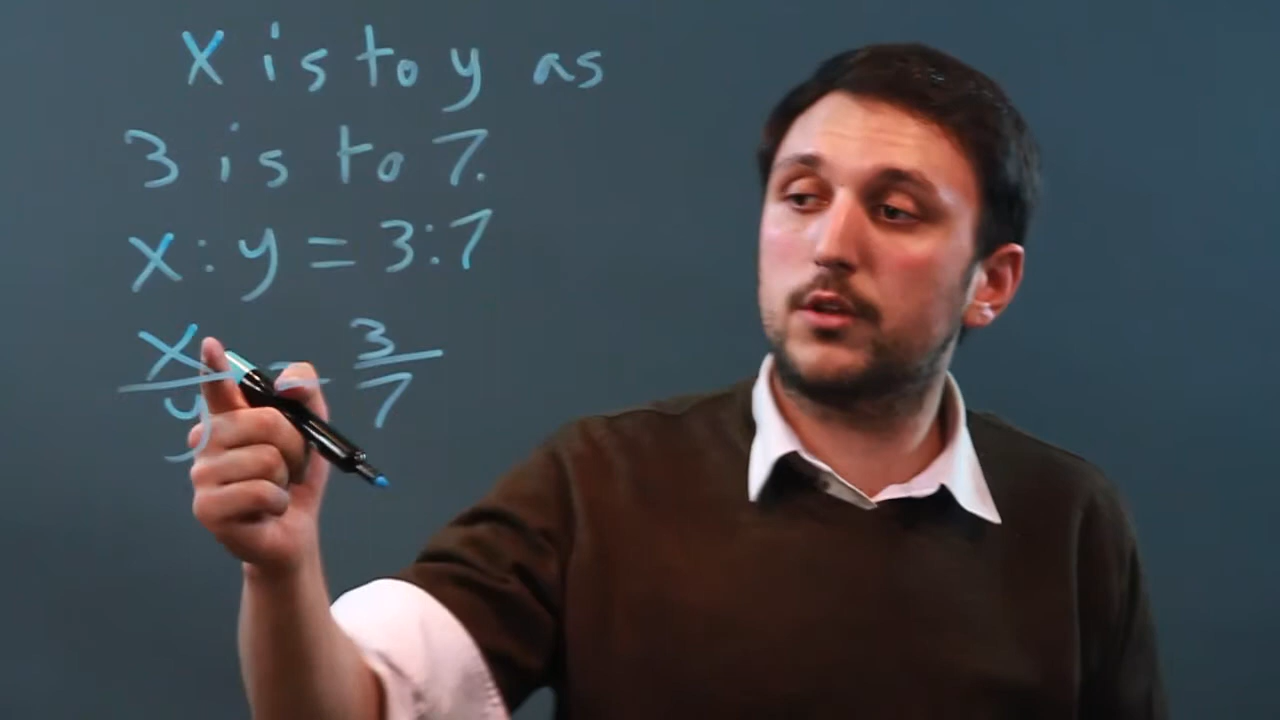 x is to y as
3 is to 7.
x : y = 3:7
x/y = 3/7